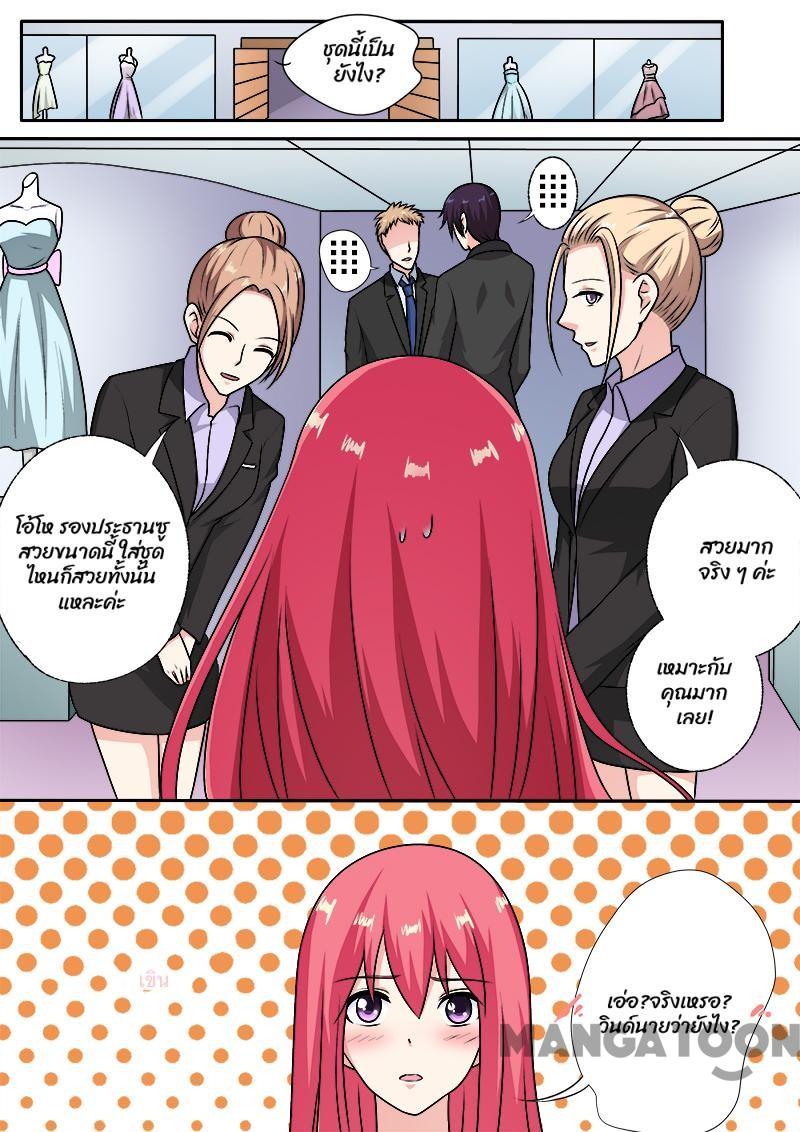 ชุดนี้เป็น
ยังไง?
โอ้โห รองประธานซู
สวยขนาดนี้ ใส่ชุด
ไหนก็สวยทั้งนั้น
แหละค่ะ
สวยมาก
จริง ๆ ค่ะ
เหมาะกับ
คุณมาก
เลย!
เขิน
เอ่อ?จริงเหรอ?
วินด์นายว่ายังไง?
MANGATOON